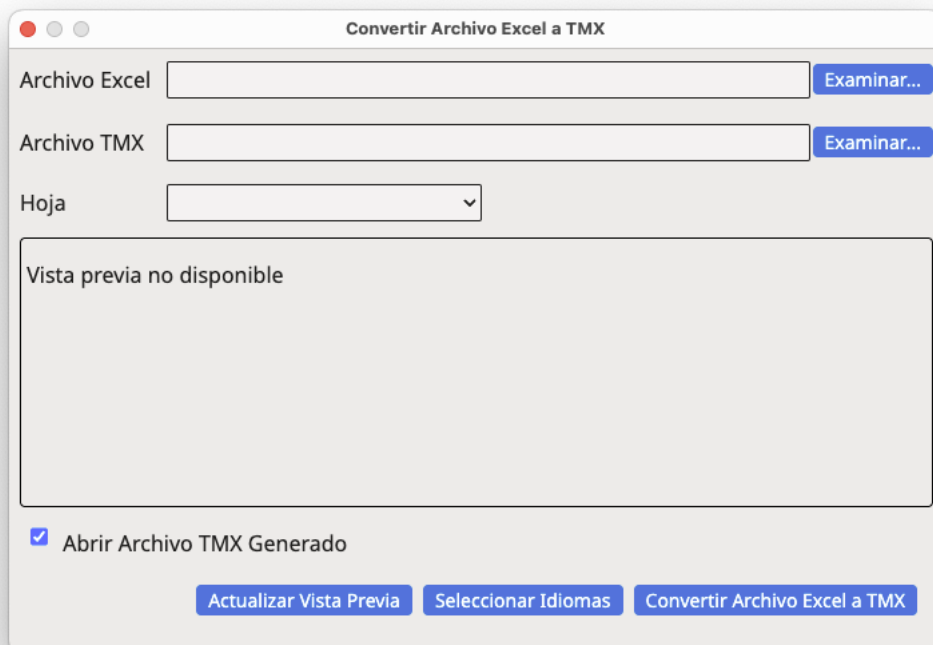 Convertir Archivo Excel a TMX
Archivo Excel Examinar...
Archivo TMX Examinar...
Hoja
Vista previa no disponible
Abrir Archivo TMX Generado
Actualizar Vista Previa Seleccionar Idiomas Convertir Archivo Excel a TMX